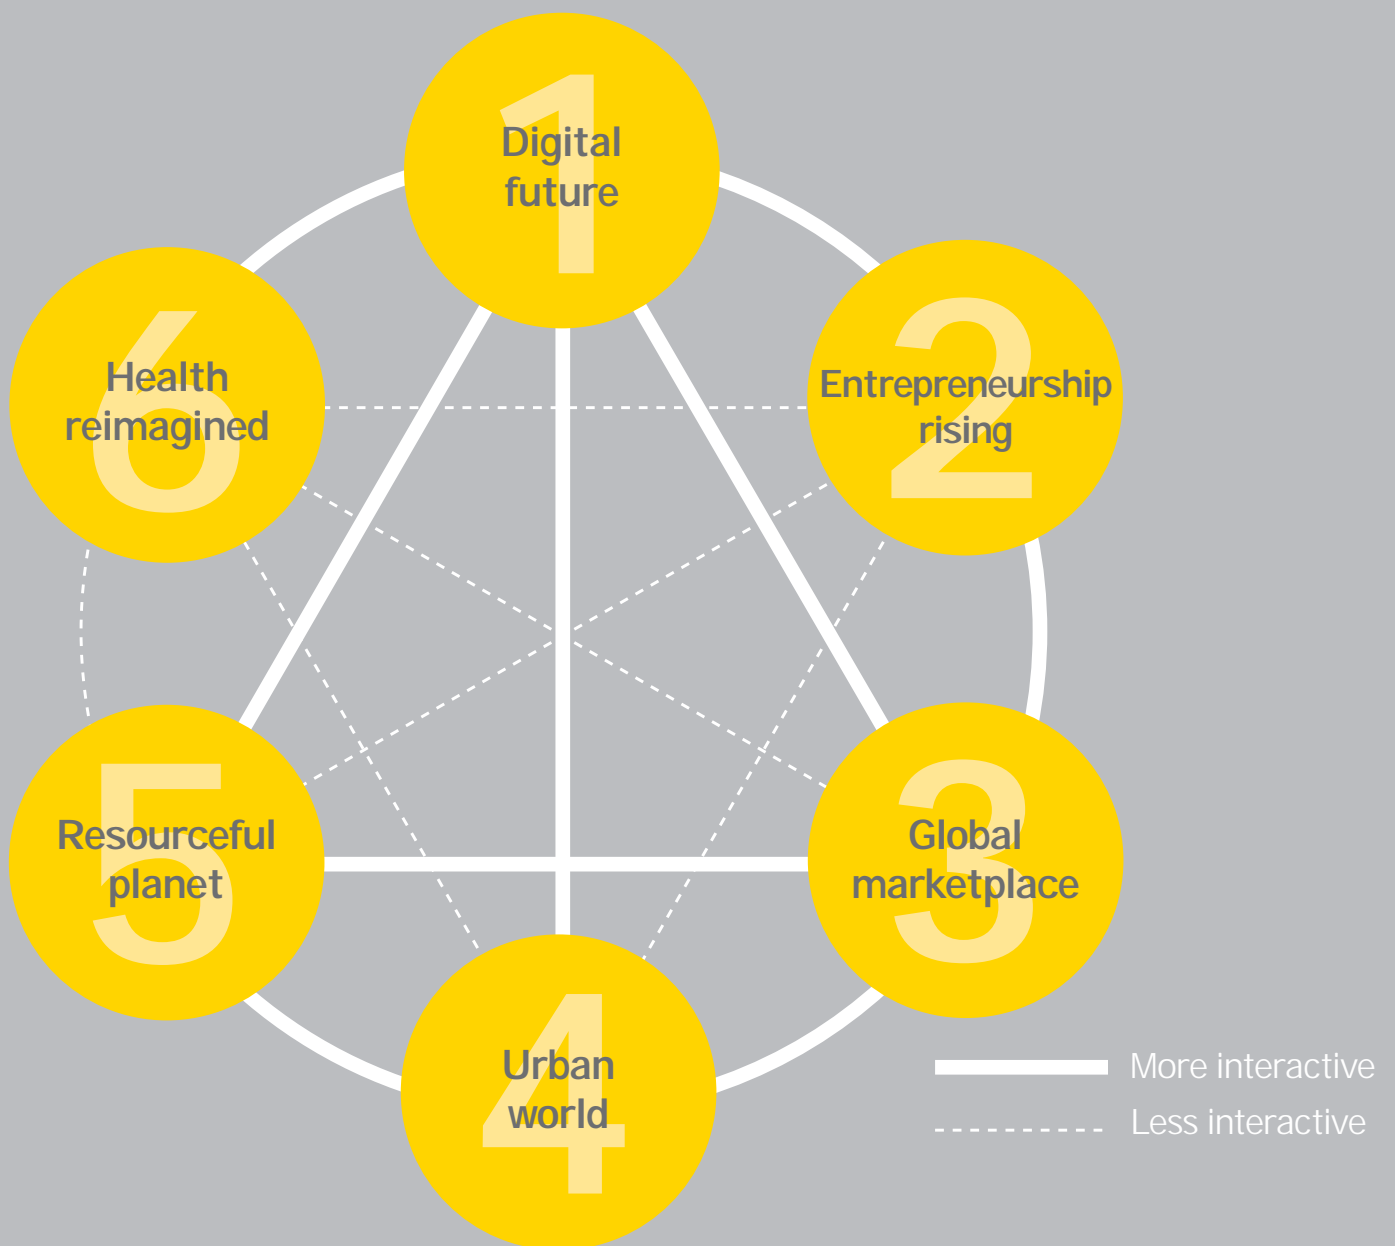 1
Digital
future
2
Entrepreneurship
rising
3
Global
marketplace
4
Urban
world
5
Resourceful
planet
6
Health
reimagined
More interactive
Less interactive